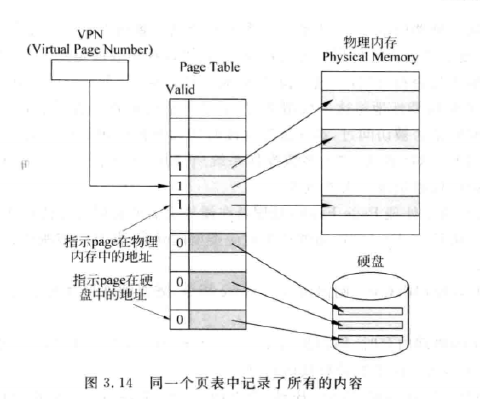 VPN
(Virtual Page Number)
Page Table
Valid
物理内存
Physical Memory
1
1
1
指示page在物理
内存中的地址
0
指示page在硬
盘中的地址
0
0
硬盘
图 3.14 同一个页表中记录了所有的内容